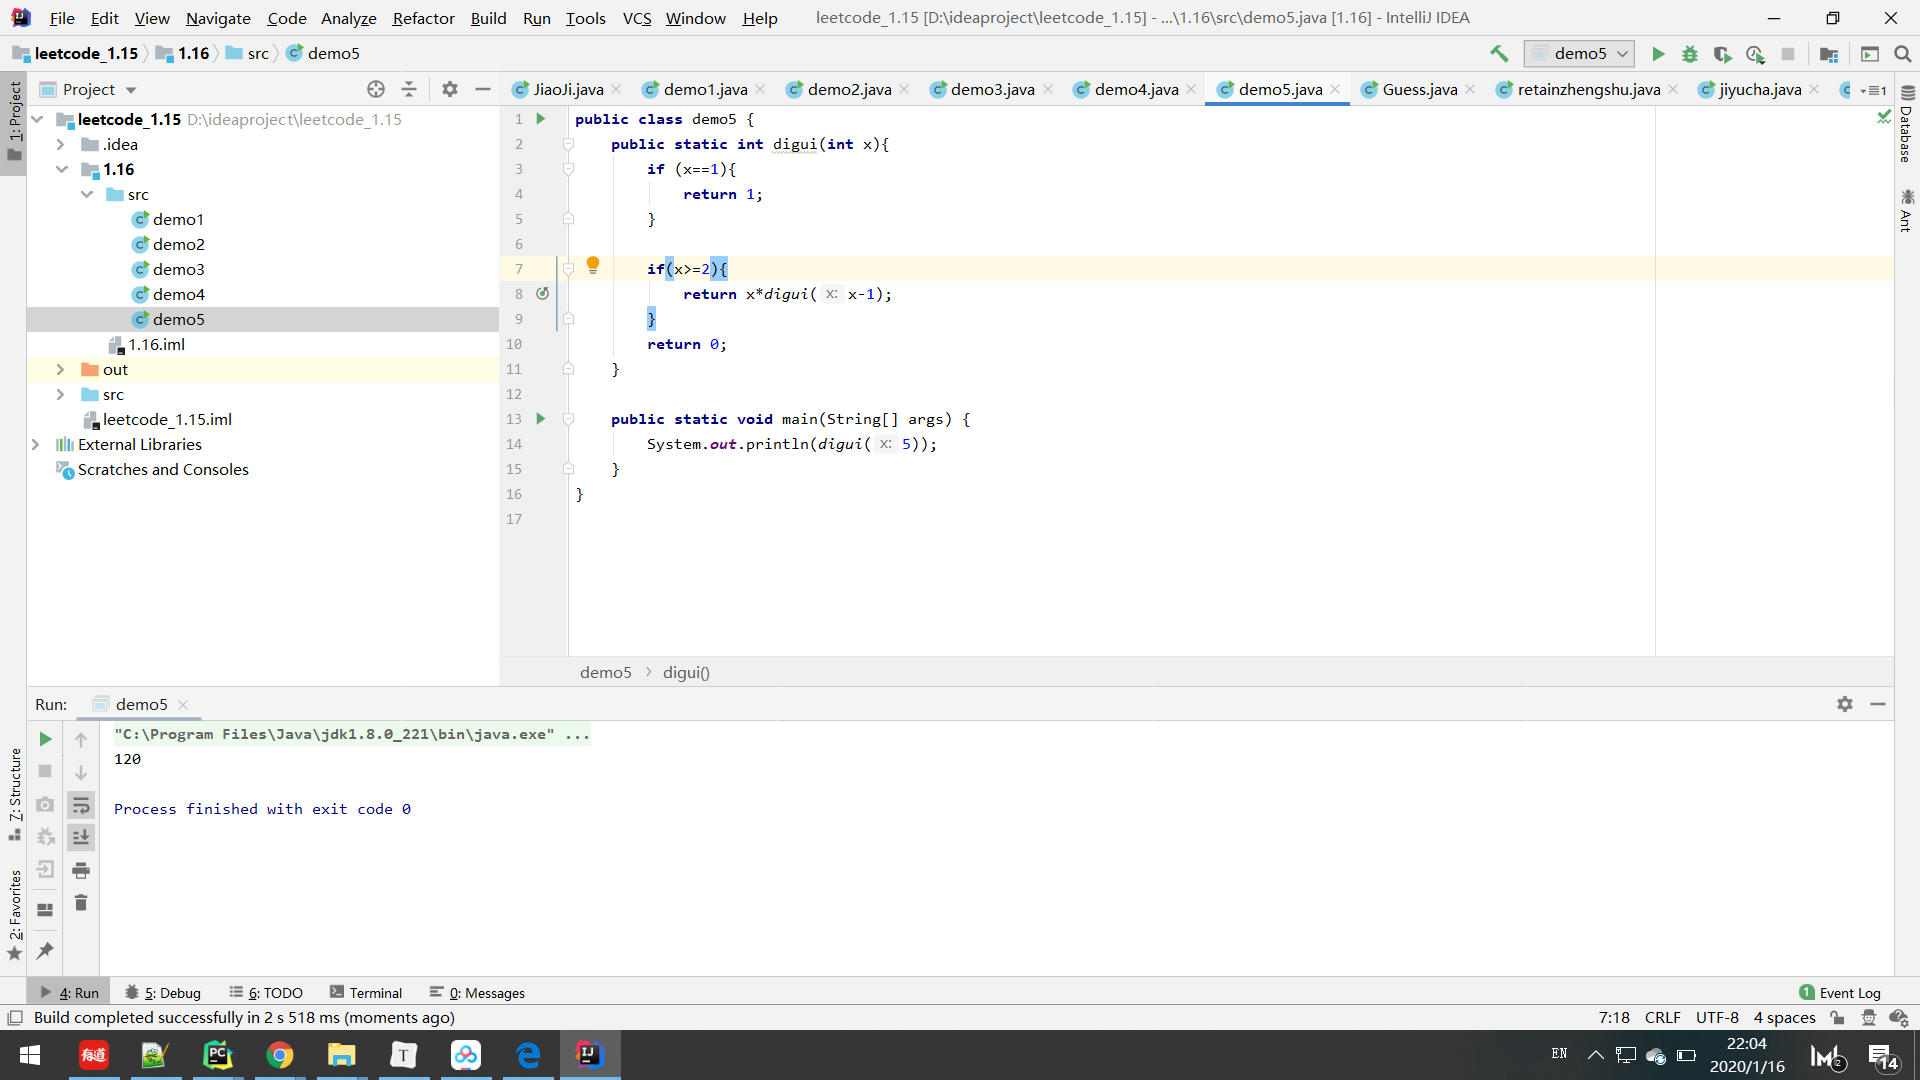 File Edit View Navigate Code Analyze Refactor Build Run Tools VCS Window Help leetcode_1.15 [D:\ideaproject\leetcode_1.15] - ...\1.16\src\demo5.java [1.16] - IntelliJ IDEA
leetcode_1.15 1.16 src demo5 demo5
1: Project
Project
JiaoJi.java demo1.java demo2.java demo3.java demo4.java demo5.java Guess.java retainzhengshu.java jiyucha.java 1
leetcode_1.15 D:\ideaproject\leetcode_1.15
.idea
1.16
src
demo1
demo2
demo3
demo4
demo5
1.16.iml
out
src
leetcode_1.15.iml
External Libraries
Scratches and Consoles
1 public class demo5 {
2 public static int digui(int x){
3 if (x==1){
4 return 1;
5 }
6
7 if(x>=2){
8 return x*digui( x: x-1);
9 }
10 return 0;
11 }
12
13 public static void main(String[] args) {
14 System.out.println(digui( x: 5));
15 }
16 }
17
Database
Ant
demo5 digui()
Run: demo5
"C:\Program Files\Java\jdk1.8.0_221\bin\java.exe" ...
120
Process finished with exit code 0
7: Structure
2: Favorites
4: Run 5: Debug 6: TODO Terminal 0: Messages 1 Event Log
Build completed successfully in 2 s 518 ms (moments ago) 7:18 CRLF UTF-8 4 spaces
有道 PC T IJ EN 22:04
2020/1/16 2 14